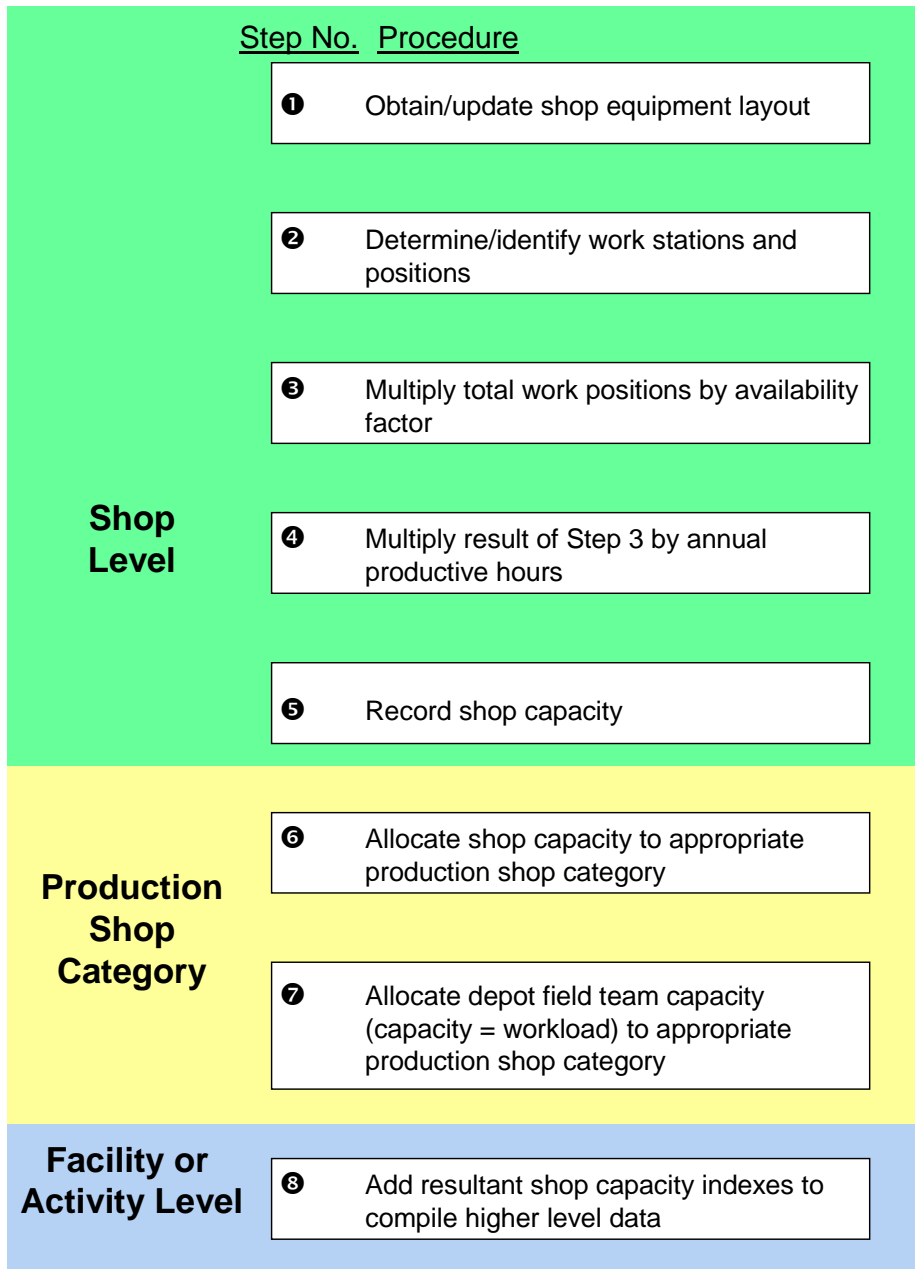 Step No. Procedure
❶ Obtain/update shop equipment layout
❷ Determine/identify work stations and
positions
❸ Multiply total work positions by availability
factor
Shop
Level
❹ Multiply result of Step 3 by annual
productive hours
❺ Record shop capacity
❻ Allocate shop capacity to appropriate
production shop category
Production
Shop
Category
❼ Allocate depot field team capacity
(capacity = workload) to appropriate
production shop category
Facility or
Activity Level
❽ Add resultant shop capacity indexes to
compile higher level data